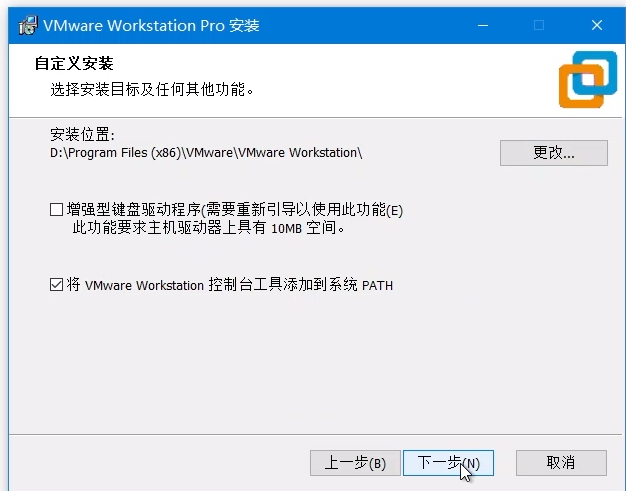 VMware Workstation Pro 安装
自定义安装
选择安装目标及任何其他功能。
安装位置:
D:\Program Files (x86)\VMware\VMware Workstation\
更改...
增强型键盘驱动程序(需要重新引导以使用此功能(E)
此功能要求主机驱动器上具有 10MB 空间。
将 VMware Workstation 控制台工具添加到系统 PATH
上一步(B) 下一步(N) 取消